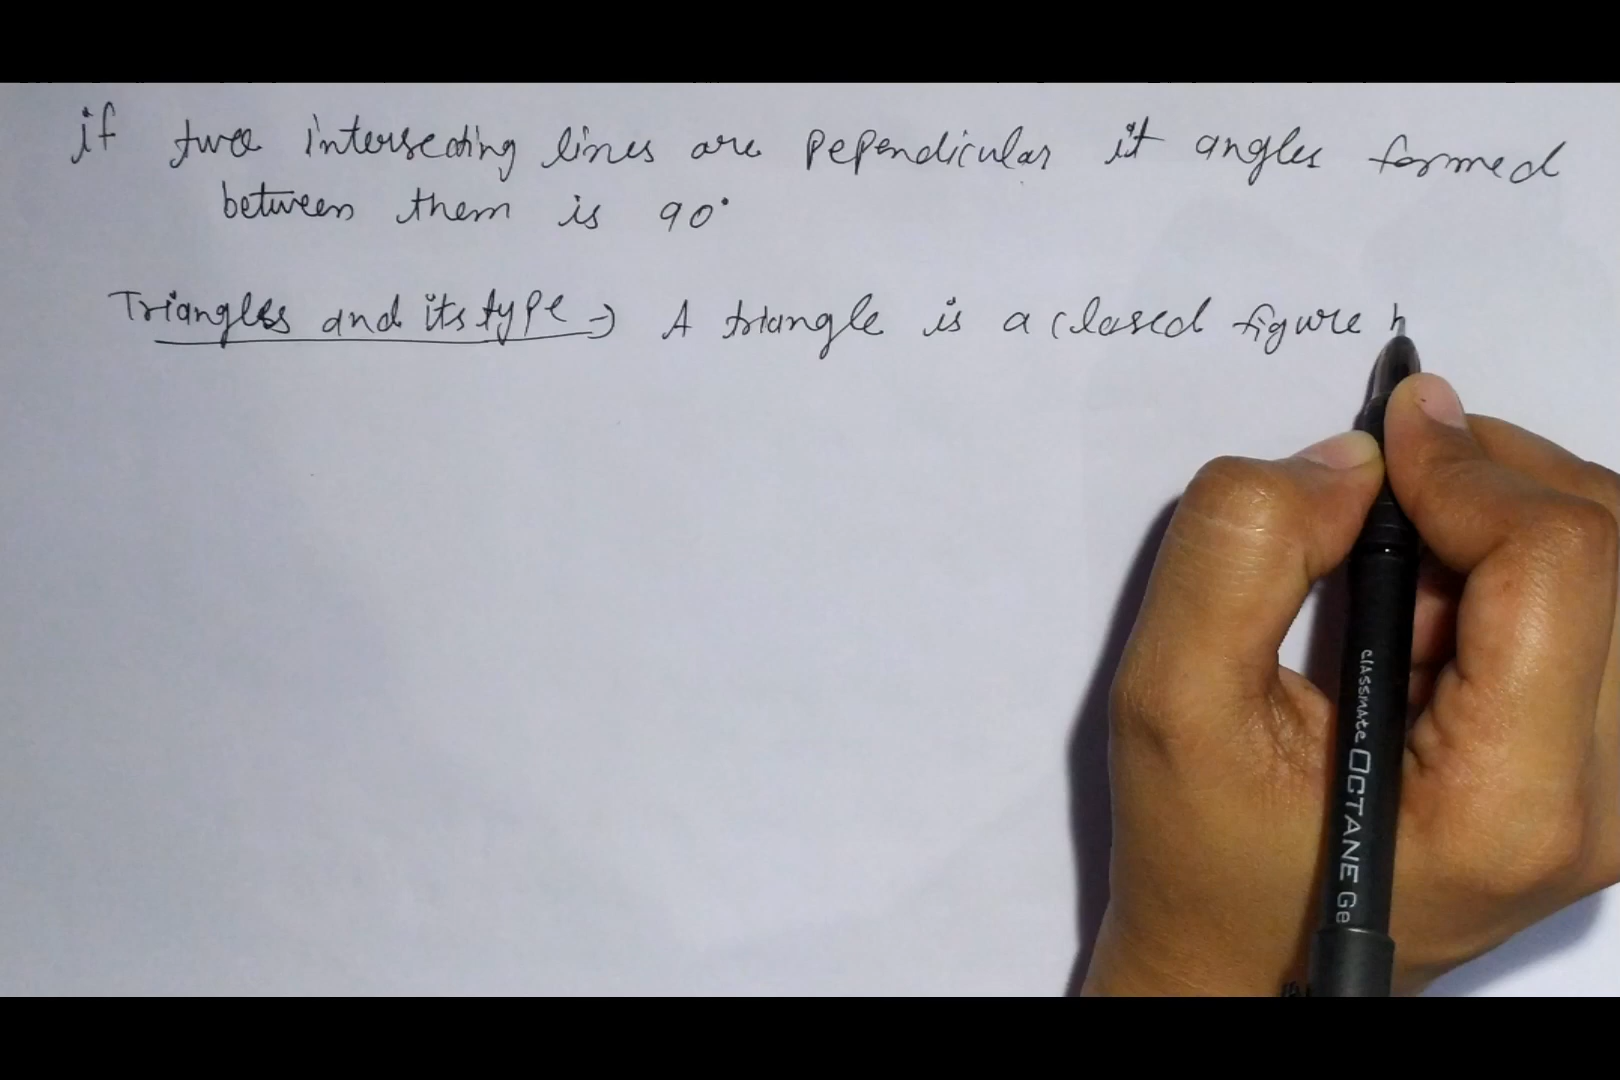 if two intersecting lines are Pependicular it angles formed
between them is 90°
Triangles and its type → A triangle is a closed figure h
classmate OCTANE Ge